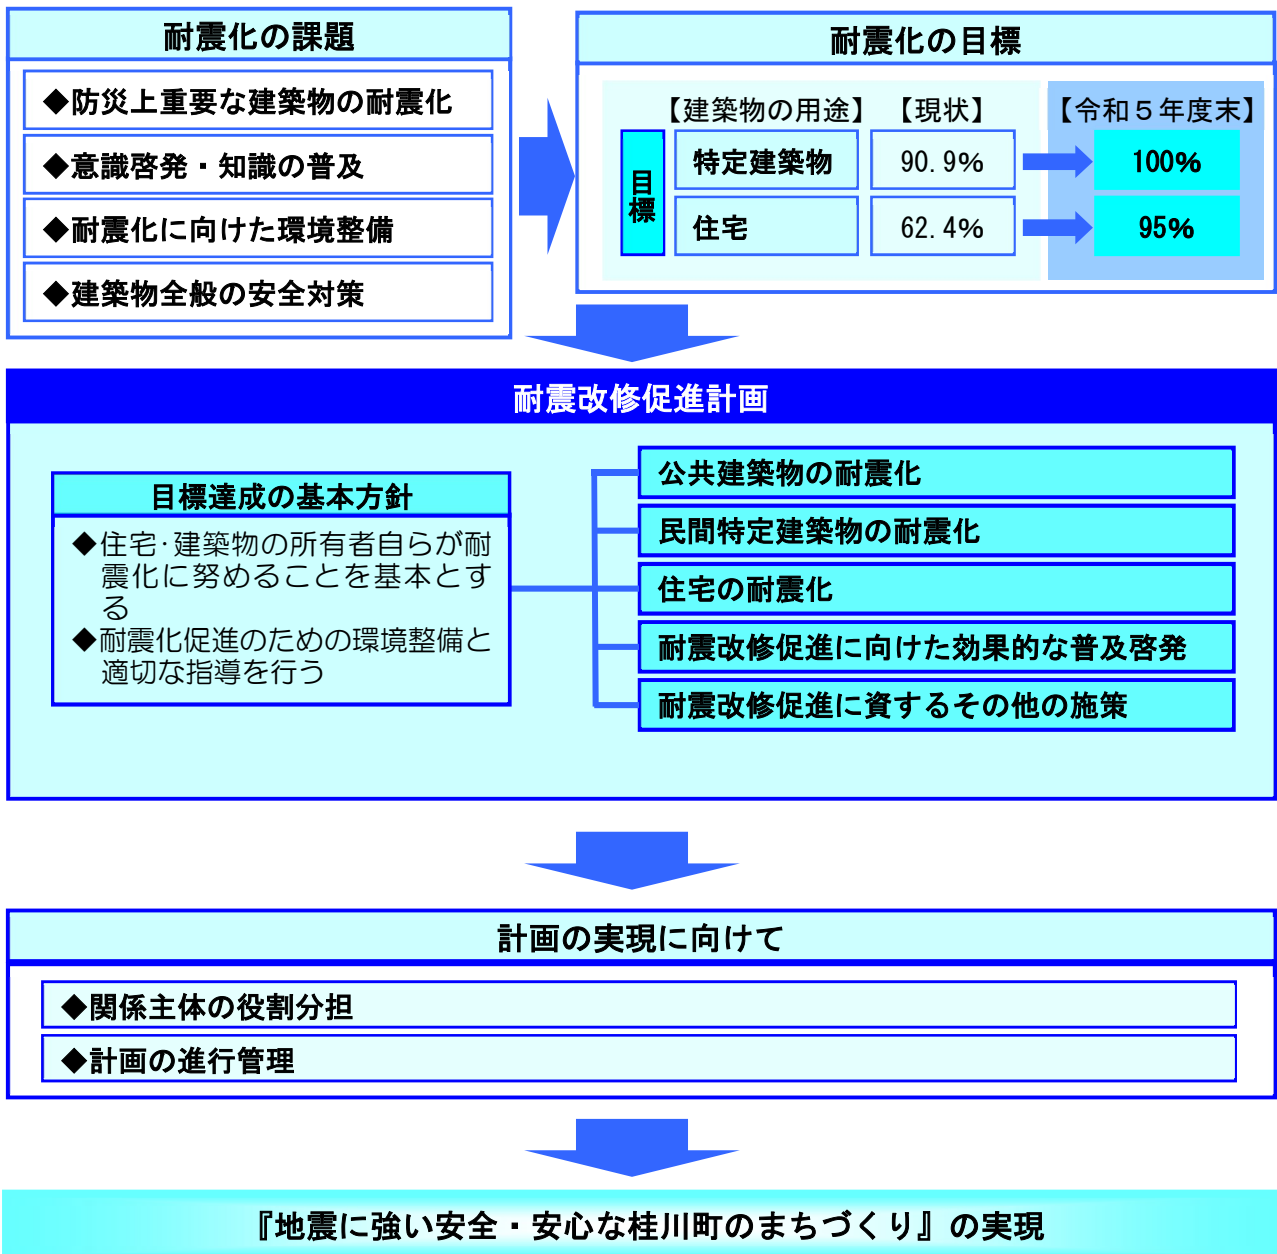 耐震化の課題
◆防災上重要な建築物の耐震化
◆意識啓発・知識の普及
◆耐震化に向けた環境整備
◆建築物全般の安全対策
耐震化の目標
【建築物の用途】 【現状】 【令和５年度末】
目標
特定建築物 90.9% 100%
住宅 62.4% 95%
耐震改修促進計画
目標達成の基本方針
◆住宅・建築物の所有者自らが耐
震化に努めることを基本とす
る
◆耐震化促進のための環境整備と
適切な指導を行う
公共建築物の耐震化
民間特定建築物の耐震化
住宅の耐震化
耐震改修促進に向けた効果的な普及啓発
耐震改修促進に資するその他の施策
計画の実現に向けて
◆関係主体の役割分担
◆計画の進行管理
『地震に強い安全・安心な桂川町のまちづくり』の実現